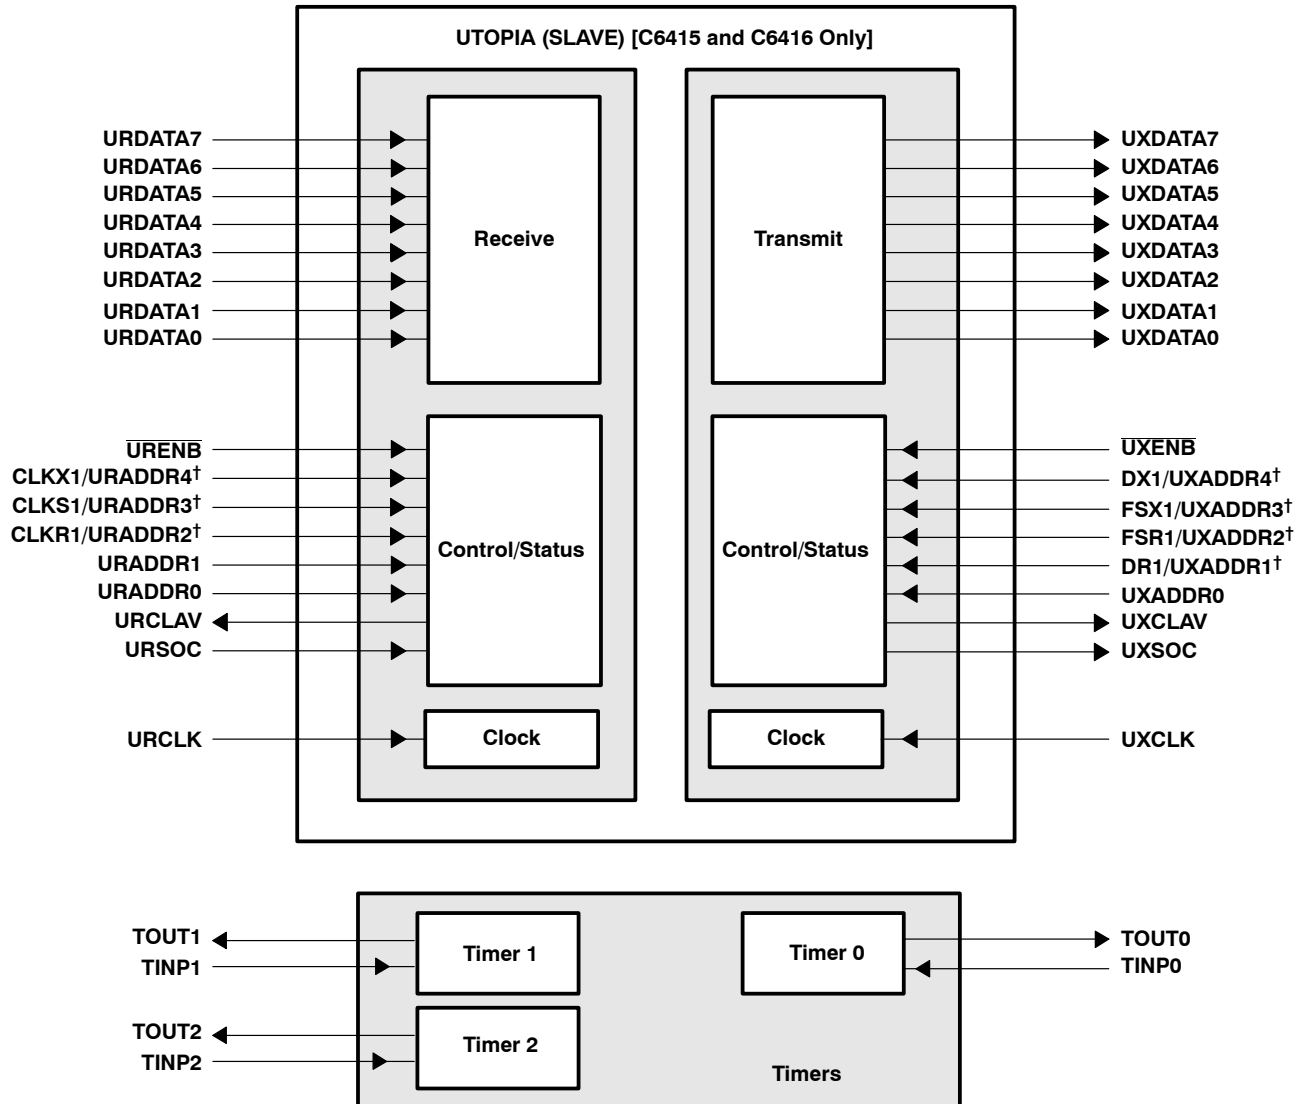 UTOPIA (SLAVE) [C6415 and C6416 Only]
URDATA7
URDATA6
URDATA5
URDATA4
URDATA3
URDATA2
URDATA1
URDATA0
Receive
Transmit
UXDATA7
UXDATA6
UXDATA5
UXDATA4
UXDATA3
UXDATA2
UXDATA1
UXDATA0
URENB
CLKX1/URADDR4†
CLKS1/URADDR3†
CLKR1/URADDR2†
URADDR1
URADDR0
URCLAV
URSOC
Control/Status
Control/Status
UXENB
DX1/UXADDR4†
FSX1/UXADDR3†
FSR1/UXADDR2†
DR1/UXADDR1†
UXADDR0
UXCLAV
UXSOC
URCLK
Clock
Clock
UXCLK
TOUT1
TINP1
Timer 1
Timer 0
TOUT0
TINP0
TOUT2
TINP2
Timer 2
Timers